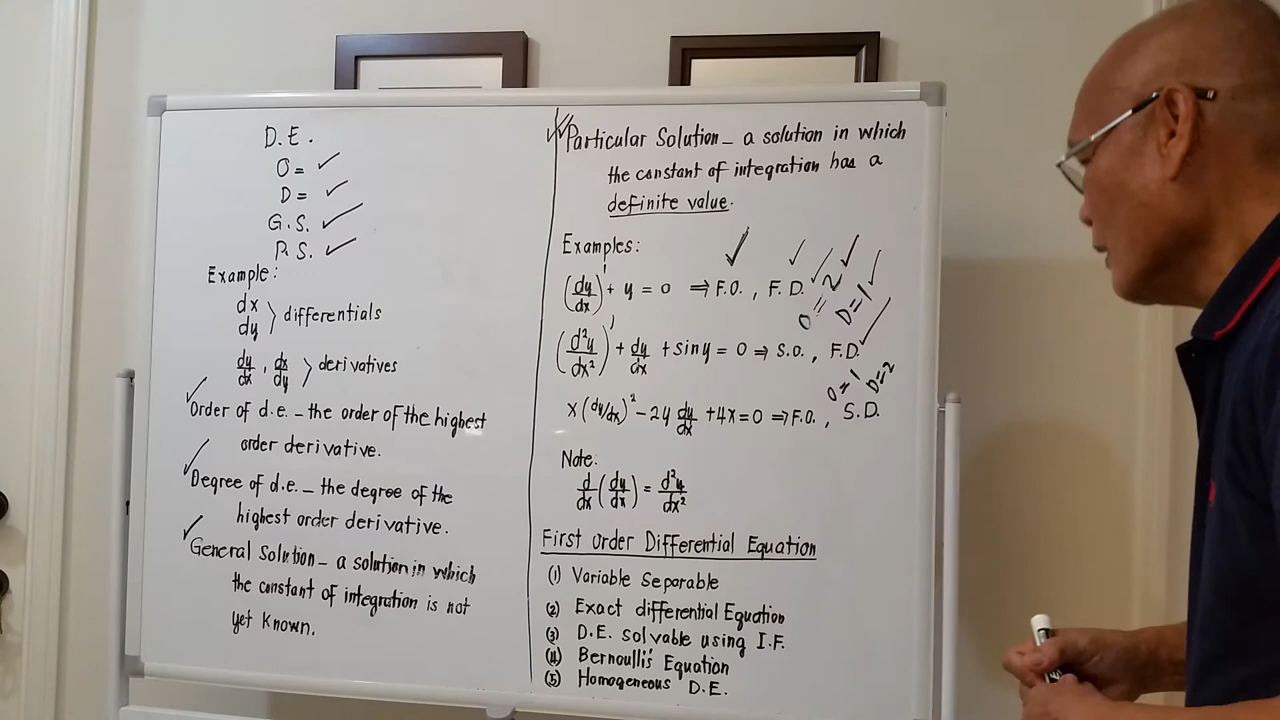 D.E.
O = ✓
D = ✓
G.S. ✓
P.S. ✓
Example:
dx
dy > differentials
dy/dx , dx/dy > derivatives
✓ Order of d.e. – the order of the highest
order derivative.
✓ Degree of d.e. – the degree of the
highest order derivative.
✓ General Solution – a solution in which
the constant of integration is not
yet known.
✓ Particular Solution – a solution in which
the constant of integration has a
definite value.
Examples:
(dy/dx)¹ + y = 0 ⇒ F.O. , F.D.
O = 2 D = 1
(d²y/dx²)¹ + dy/dx + sin y = 0 ⇒ S.O. , F.D.
O = 1 D = 2
x(dy/dx)² – 2y dy/dx + 4x = 0 ⇒ F.O. , S.D.
Note:
d/dx (dy/dx) = d²y/dx²
First Order Differential Equation
(1) Variable Separable
(2) Exact differential Equation
(3) D.E. solvable using I.F.
(4) Bernoulli's Equation
(5) Homogeneous D.E.